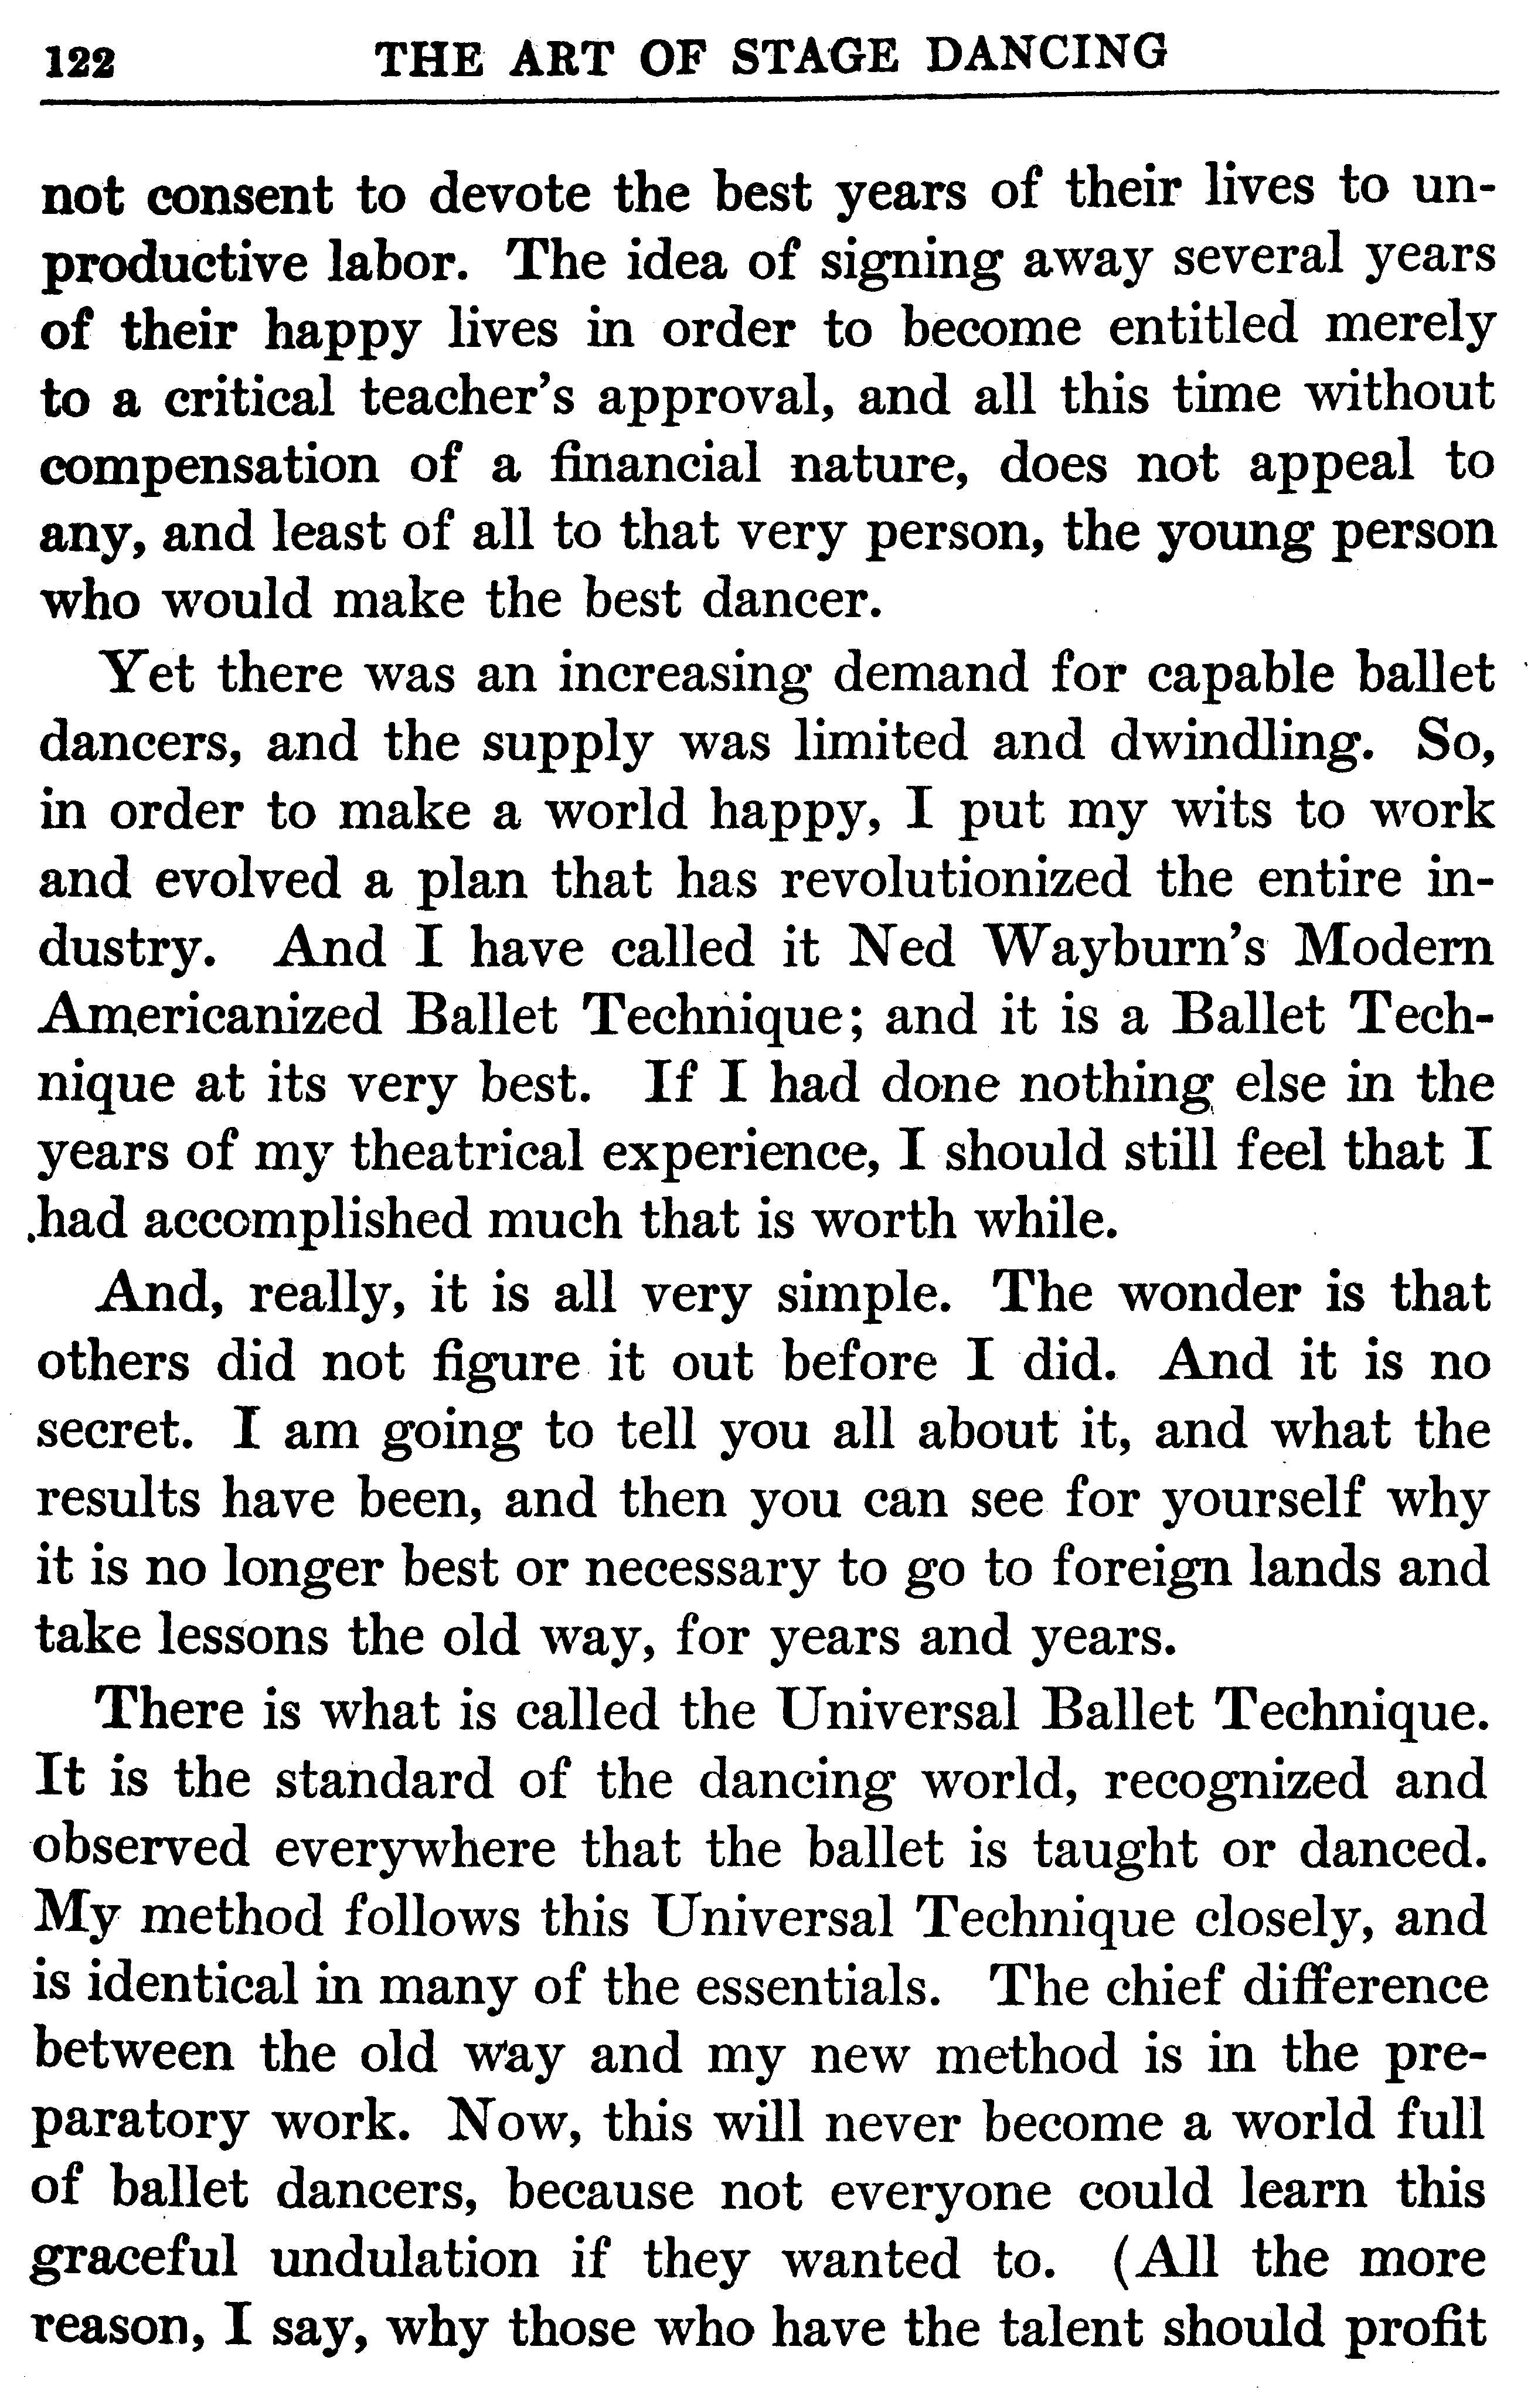 122 THE ART OF STAGE DANCING
not consent to devote the best years of their lives to un-
productive labor. The idea of signing away several years
of their happy lives in order to become entitled merely
to a critical teacher's approval, and all this time without
compensation of a financial nature, does not appeal to
any, and least of all to that very person, the young person
who would make the best dancer.
Yet there was an increasing demand for capable ballet
dancers, and the supply was limited and dwindling. So,
in order to make a world happy, I put my wits to work
and evolved a plan that has revolutionized the entire in-
dustry. And I have called it Ned Wayburn's Modern
Americanized Ballet Technique; and it is a Ballet Tech-
nique at its very best. If I had done nothing else in the
years of my theatrical experience, I should still feel that I
had accomplished much that is worth while.
And, really, it is all very simple. The wonder is that
others did not figure it out before I did. And it is no
secret. I am going to tell you all about it, and what the
results have been, and then you can see for yourself why
it is no longer best or necessary to go to foreign lands and
take lessons the old way, for years and years.
There is what is called the Universal Ballet Technique.
It is the standard of the dancing world, recognized and
observed everywhere that the ballet is taught or danced.
My method follows this Universal Technique closely, and
is identical in many of the essentials. The chief difference
between the old way and my new method is in the pre-
paratory work. Now, this will never become a world full
of ballet dancers, because not everyone could learn this
graceful undulation if they wanted to. (All the more
reason, I say, why those who have the talent should profit